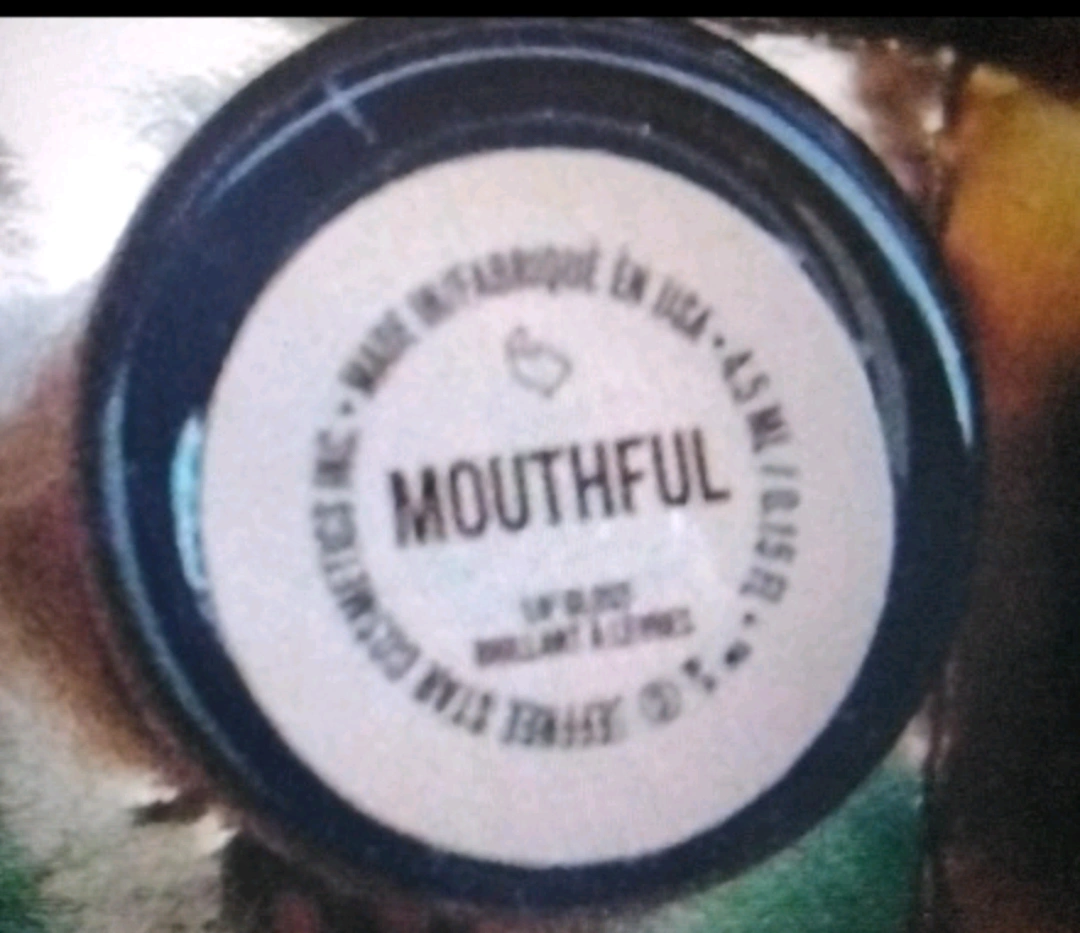 MADE IN/FABRIQUÉ EN USA • 4.5 ML / 0.15 FL •
JEFFREE STAR COSMETICS INC. •
MOUTHFUL
LIP GLOSS
BRILLANT À LÈVRES